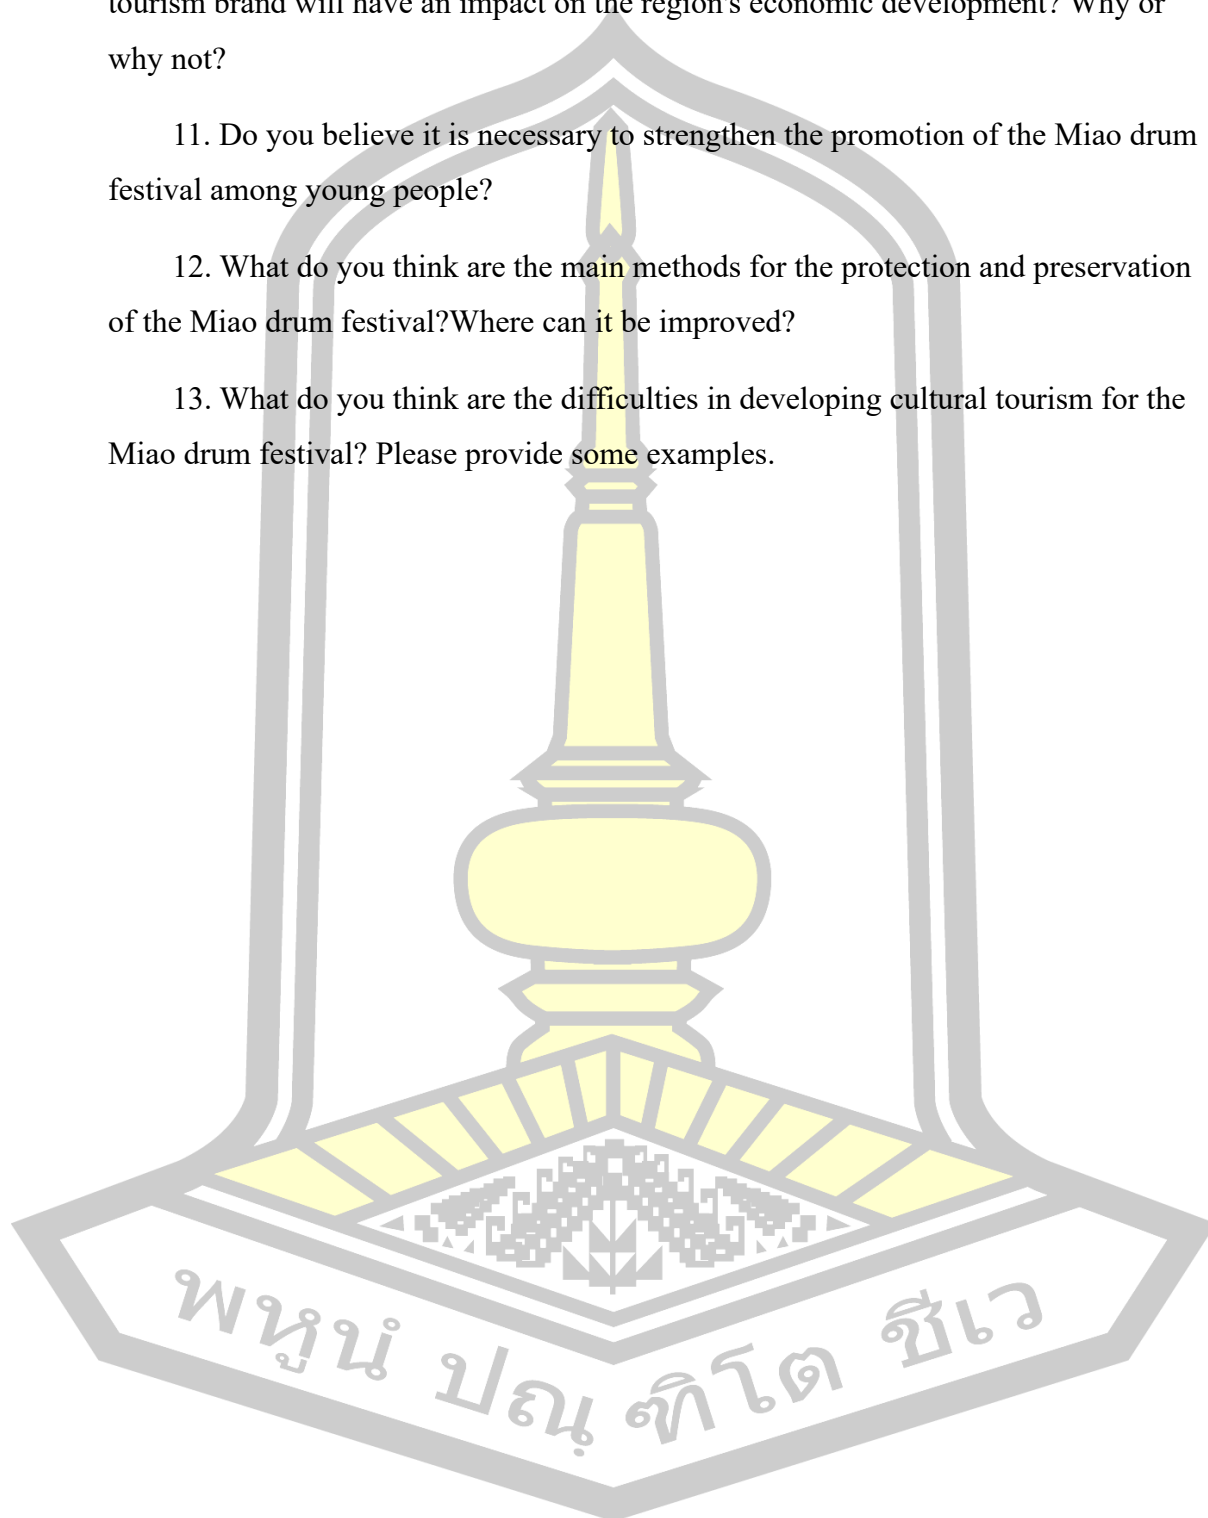 tourism brand will have an impact on the region's economic development? Why or
why not?
11. Do you believe it is necessary to strengthen the promotion of the Miao drum
festival among young people?
12. What do you think are the main methods for the protection and preservation
of the Miao drum festival?Where can it be improved?
13. What do you think are the difficulties in developing cultural tourism for the
Miao drum festival? Please provide some examples.
พหูนํ ปณฺฑิโต ชีเว